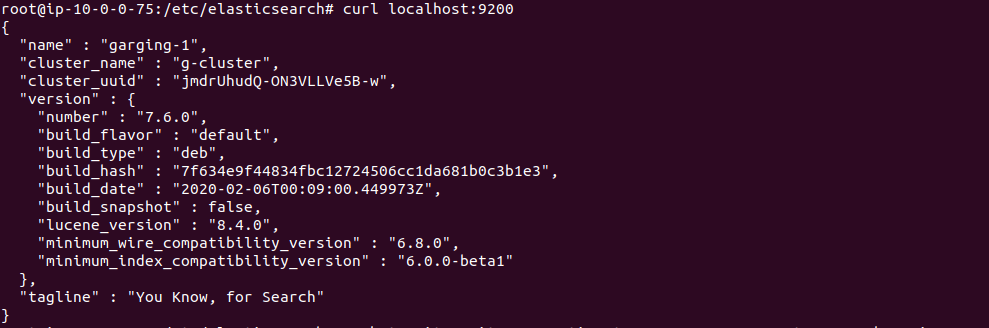 root@ip-10-0-0-75:/etc/elasticsearch# curl localhost:9200
{
  "name" : "garging-1",
  "cluster_name" : "g-cluster",
  "cluster_uuid" : "jmdrUhudQ-ON3VLLVe5B-w",
  "version" : {
    "number" : "7.6.0",
    "build_flavor" : "default",
    "build_type" : "deb",
    "build_hash" : "7f634e9f44834fbc12724506cc1da681b0c3b1e3",
    "build_date" : "2020-02-06T00:09:00.449973Z",
    "build_snapshot" : false,
    "lucene_version" : "8.4.0",
    "minimum_wire_compatibility_version" : "6.8.0",
    "minimum_index_compatibility_version" : "6.0.0-beta1"
  },
  "tagline" : "You Know, for Search"
}